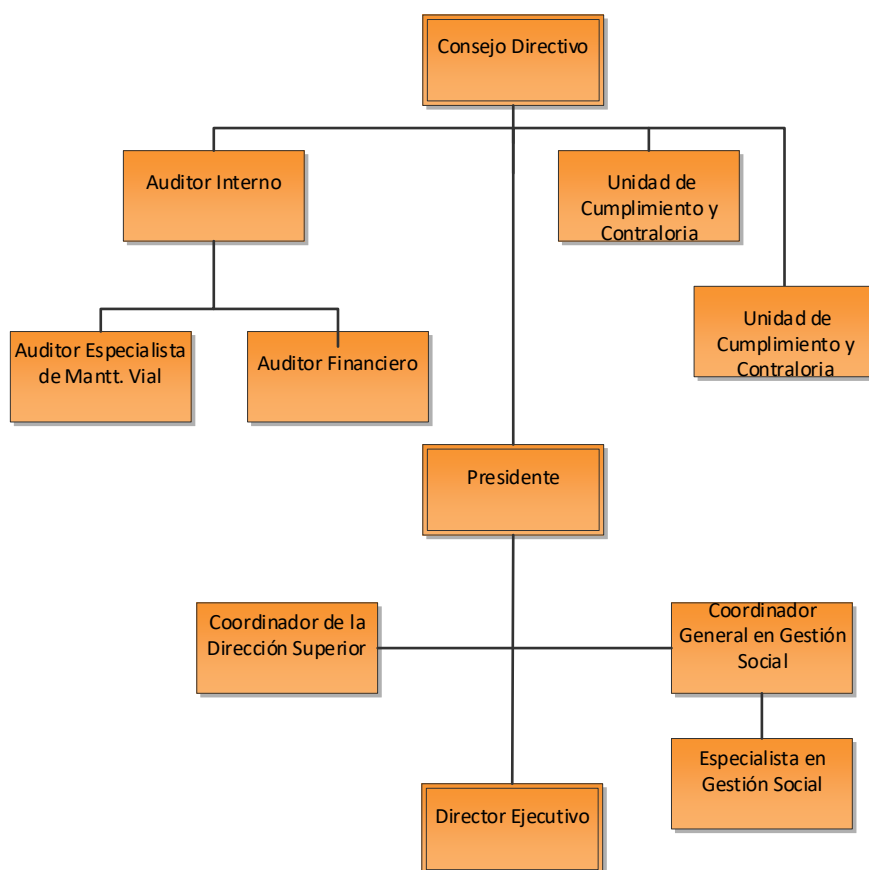 Consejo Directivo
Auditor Interno
Unidad de
Cumplimiento y
Contraloria
Unidad de
Cumplimiento y
Contraloria
Auditor Especialista
de Mantt. Vial
Auditor Financiero
Presidente
Coordinador de la
Dirección Superior
Coordinador
General en Gestión
Social
Especialista en
Gestión Social
Director Ejecutivo